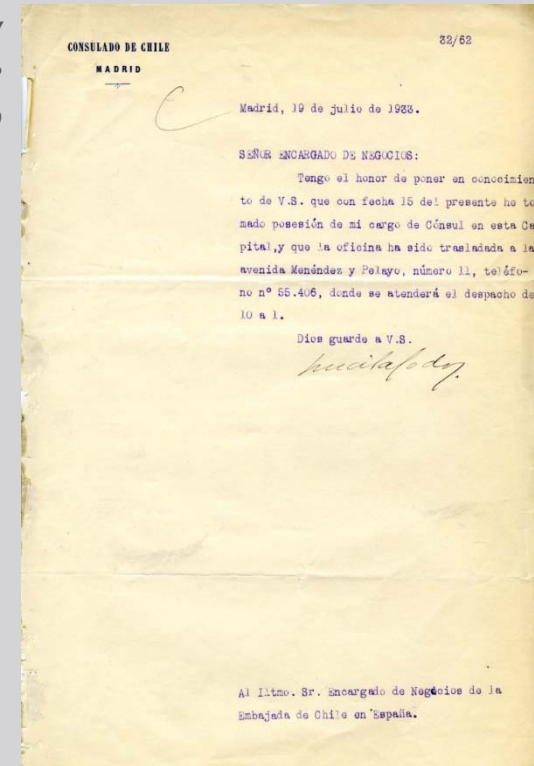 CONSULADO DE CHILE
MADRID
32/62
Madrid, 19 de julio de 1933.
SEÑOR ENCARGADO DE NEGOCIOS:
Tengo el honor de poner en conocimien
to de V.S. que con fecha 15 del presente he to
mado posesión de mi cargo de Cónsul en esta Ca
pital,y que la oficina ha sido trasladada a la
avenida Menéndez y Pelayo, número 11, teléfo-
no nº 55.406, donde se atenderá el despacho de
10 a 1.
Dios guarde a V.S.
Lucila Godoy.
Al Iltmo. Sr. Encargado de Negócios de la
Embajada de Chile en España.